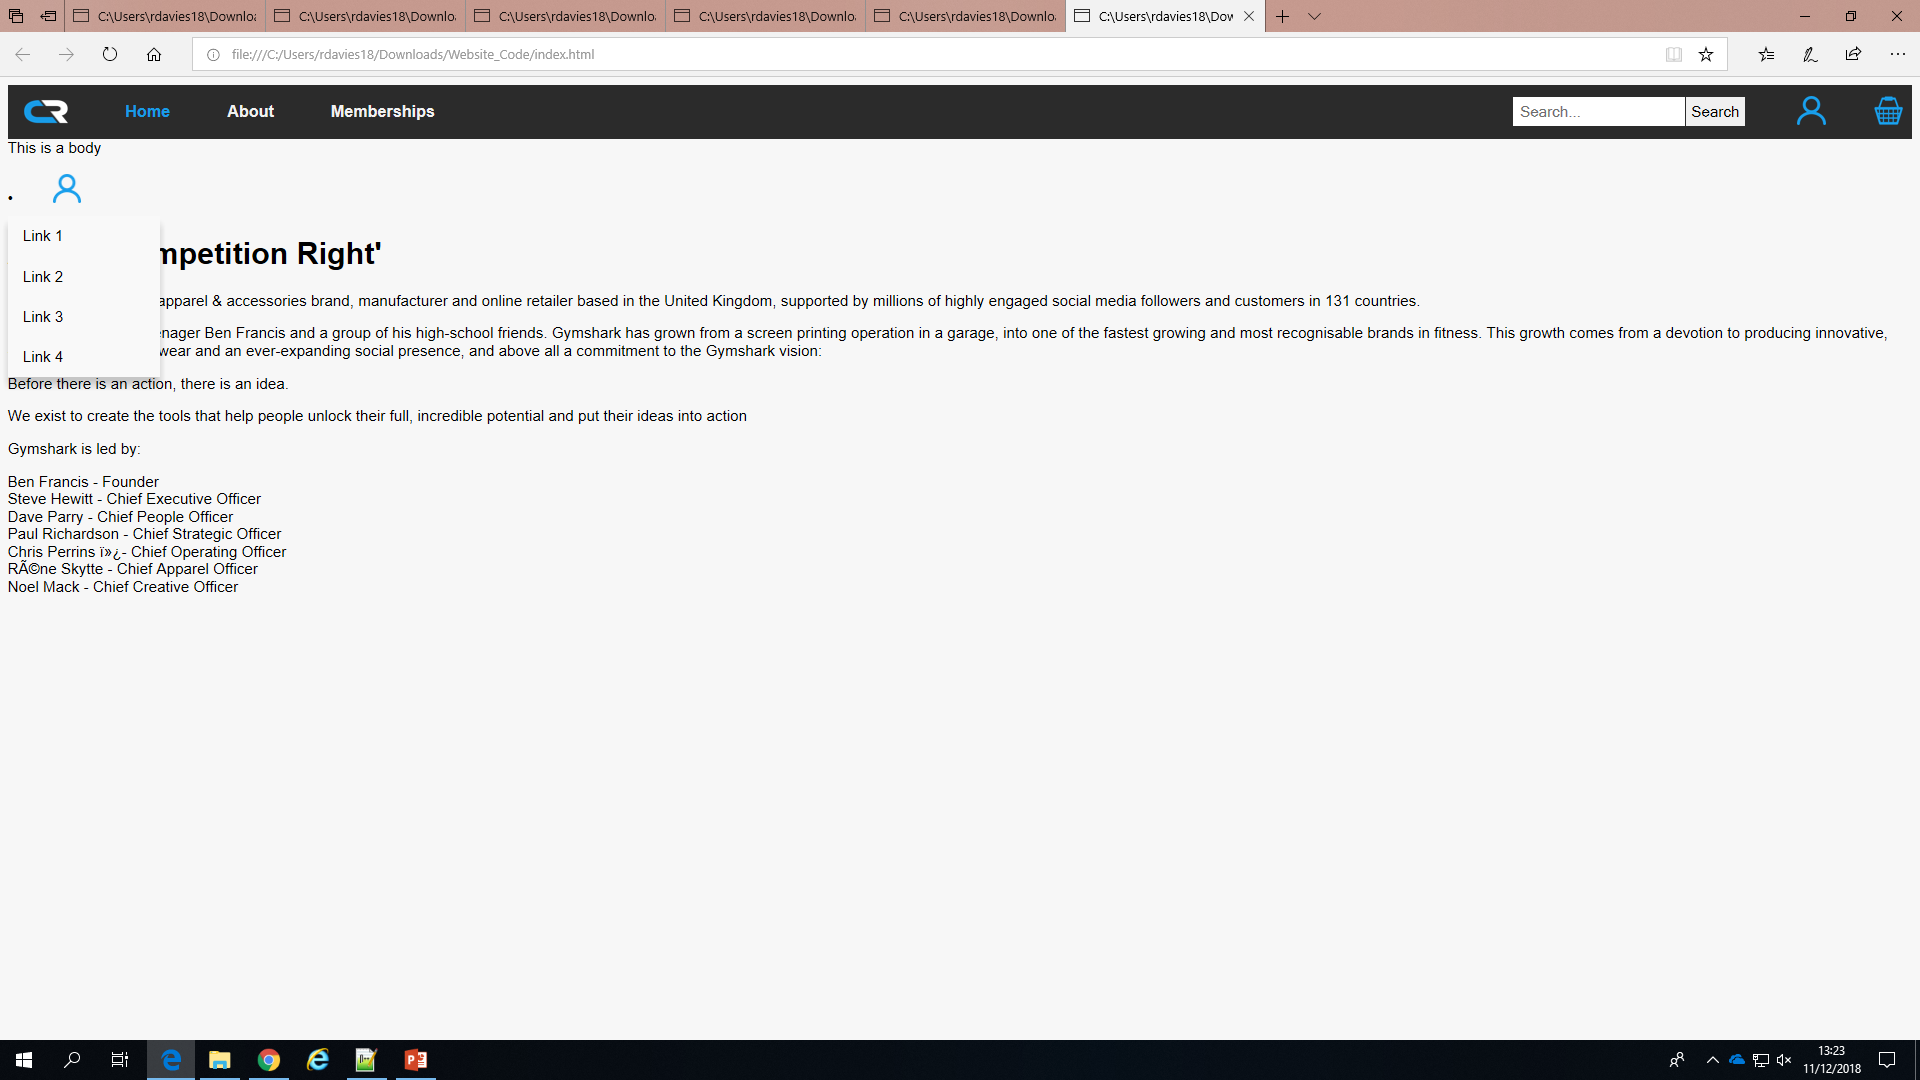 C:\Users\rdavies18\Downloa
C:\Users\rdavies18\Downlo
C:\Users\rdavies18\Downlo
C:\Users\rdavies18\Downlo
C:\Users\rdavies18\Downlo
C:\Users\rdavies18\Dow
file:///C:/Users/rdavies18/Downloads/Website_Code/index.html
CR Home About Memberships Search... Search
This is a body
•
Link 1
mpetition Right'
Link 2
apparel & accessories brand, manufacturer and online retailer based in the United Kingdom, supported by millions of highly engaged social media followers and customers in 131 countries.
Link 3
enager Ben Francis and a group of his high-school friends. Gymshark has grown from a screen printing operation in a garage, into one of the fastest growing and most recognisable brands in fitness. This growth comes from a devotion to producing innovative,
Link 4
wear and an ever-expanding social presence, and above all a commitment to the Gymshark vision:
Before there is an action, there is an idea.
We exist to create the tools that help people unlock their full, incredible potential and put their ideas into action
Gymshark is led by:
Ben Francis - Founder
Steve Hewitt - Chief Executive Officer
Dave Parry - Chief People Officer
Paul Richardson - Chief Strategic Officer
Chris Perrins ï»¿- Chief Operating Officer
RÃ©ne Skytte - Chief Apparel Officer
Noel Mack - Chief Creative Officer
13:23
11/12/2018